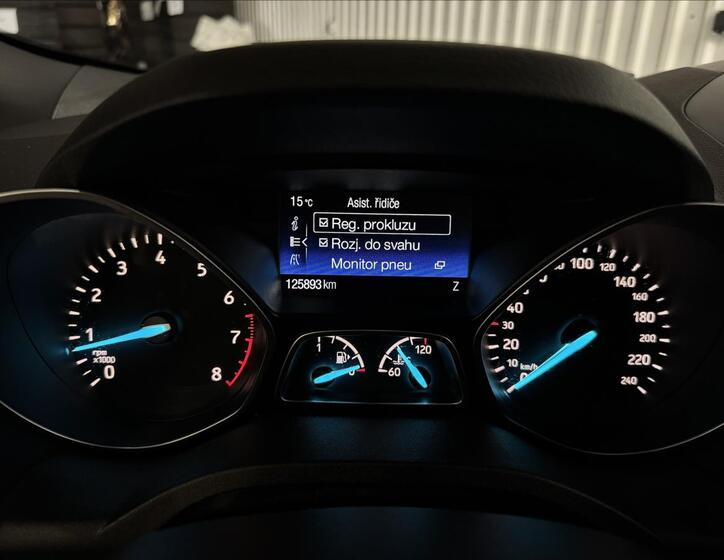 15 °C Asist. řidiče
Reg. prokluzu
Rozj. do svahu
Monitor pneu
125893 km Z
0 1 2 3 4 5 6 7 8
rpm
x1000
1 0
60 120 °C
0 10 20 30 40 60 80 100 120 140 160 180 200 220 240
km/h